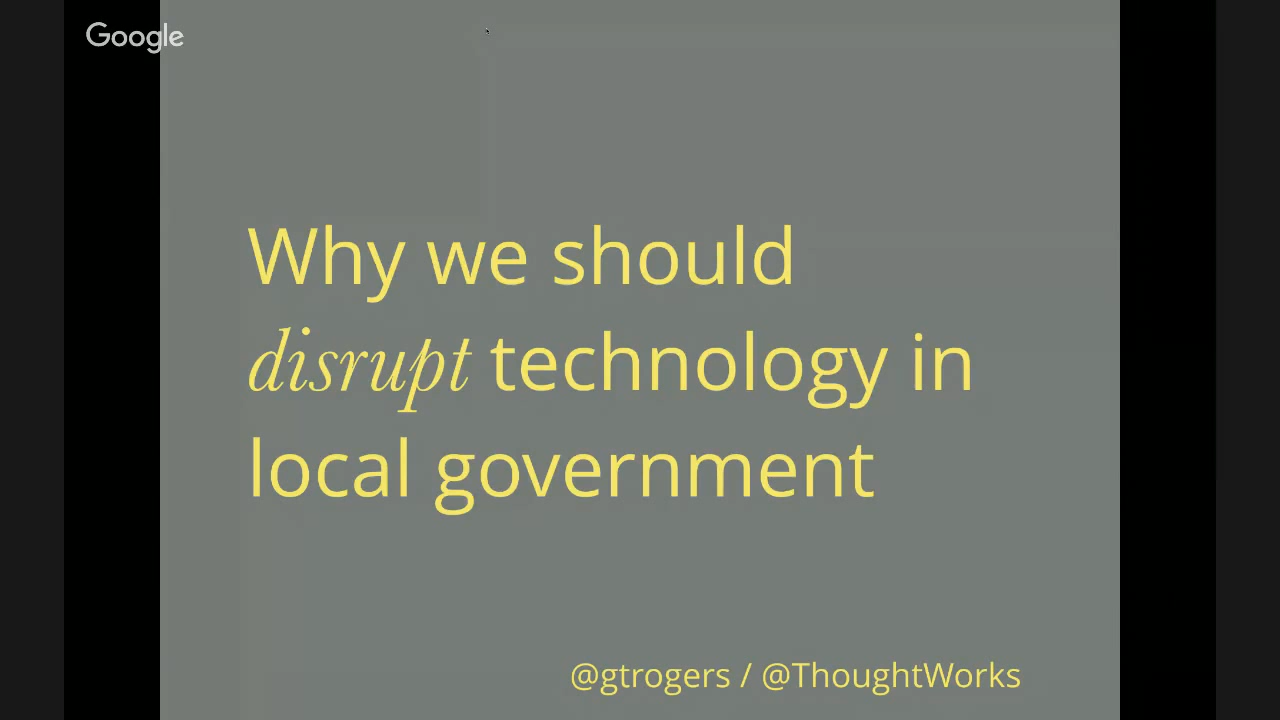 Google
Why we should
disrupt technology in
local government
@gtrogers / @ThoughtWorks